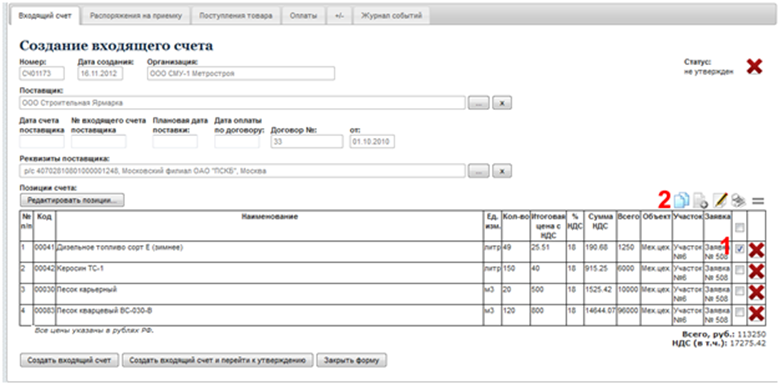 Входящий счет Распоряжения на приемку Поступления товара Оплаты +/- Журнал событий
Создание входящего счета
Номер: Дата создания: Организация: Статус:
СЧ01173 16.11.2012 ООО СМУ-1 Метростроя не утвержден
Поставщик:
ООО Строительная Ярмарка ... x
Дата счета поставщика № входящего счета поставщика Плановая дата поставки: Дата оплаты по договору: Договор №: от:
33 01.10.2010
Реквизиты поставщика:
р/с 40702810801000001248, Московский филиал ОАО "ПСКБ", Москва ... x
Позиции счета:
Редактировать позиции... 2
№ п/п Код Наименование Ед. изм. Кол-во Итоговая цена с НДС % НДС Сумма НДС Всего Объект Участок Заявка
1
1 00041 Дизельное топливо сорт Е (зимнее) литр 49 25.51 18 190.68 1250 Мех.цех Участок №6 Заявка № 508
2 00042 Керосин ТС-1 литр 150 40 18 915.25 6000 Мех.цех Участок №6 Заявка № 508
3 00030 Песок карьерный м3 20 500 18 1525.42 10000 Мех.цех Участок №6 Заявка № 508
4 00083 Песок кварцевый ВС-030-В м3 120 800 18 14644.07 96000 Мех.цех Участок №6 Заявка № 508
Все цены указаны в рублях РФ.
Всего, руб.: 113250
НДС (в т.ч.): 17275.42
Создать входящий счет Создать входящий счет и перейти к утверждению Закрыть форму